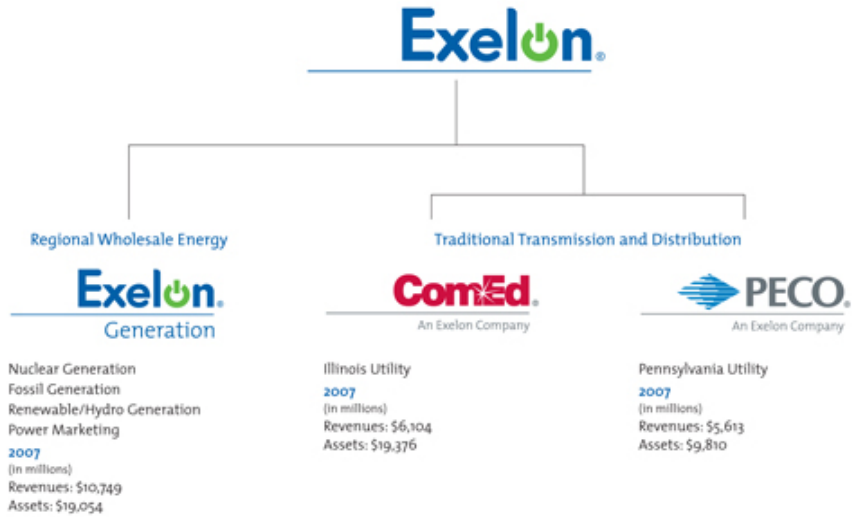 Exelon®
Regional Wholesale Energy
Traditional Transmission and Distribution
Exelon®
Generation
Nuclear Generation
Fossil Generation
Renewable/Hydro Generation
Power Marketing
2007
(in millions)
Revenues: $10,749
Assets: $19,054
ComEd®
An Exelon Company
Illinois Utility
2007
(in millions)
Revenues: $6,104
Assets: $19,376
PECO®
An Exelon Company
Pennsylvania Utility
2007
(in millions)
Revenues: $5,613
Assets: $9,810